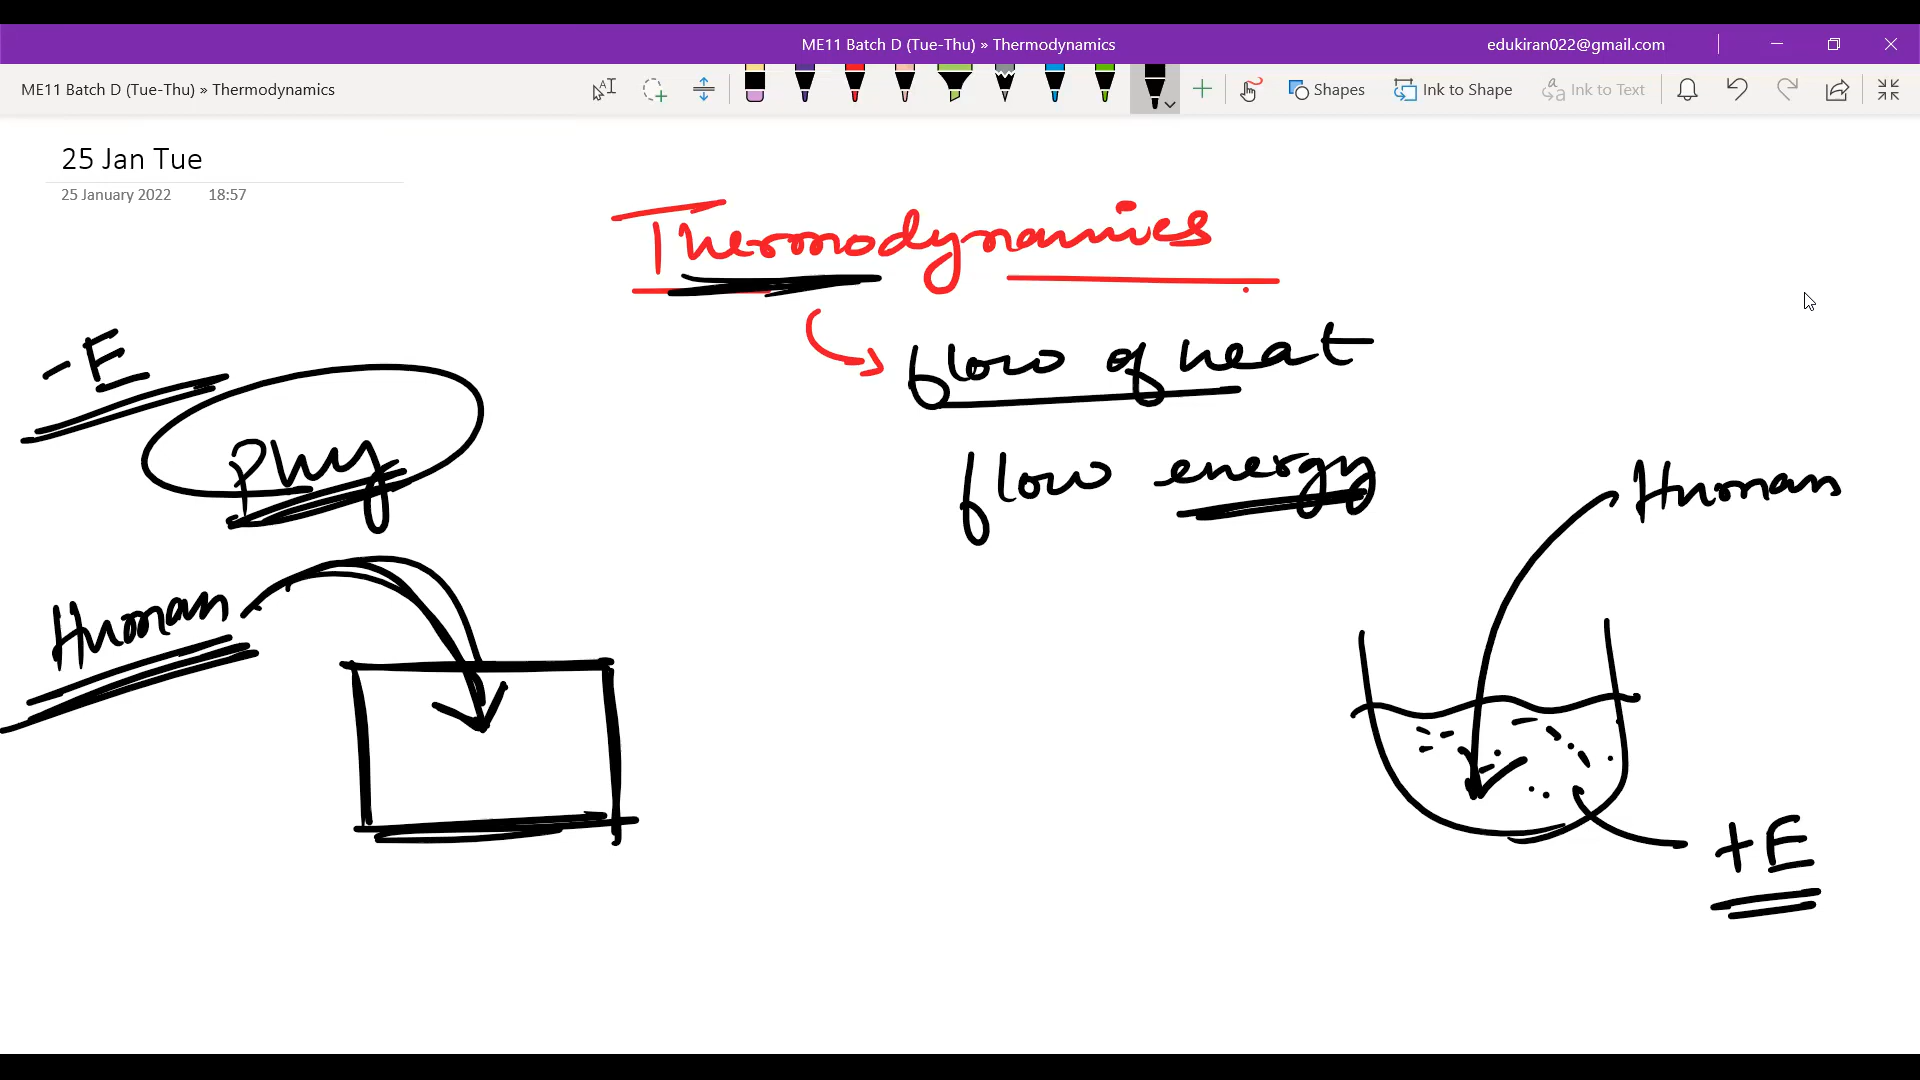 ME11 Batch D (Tue-Thu) » Thermodynamics
edukiran022@gmail.com
ME11 Batch D (Tue-Thu) » Thermodynamics
Shapes
Ink to Shape
Ink to Text
25 Jan Tue
25 January 2022 18:57
Thermodynamics
flow of heat
flow energy
- E
phy
Human
Human
+E